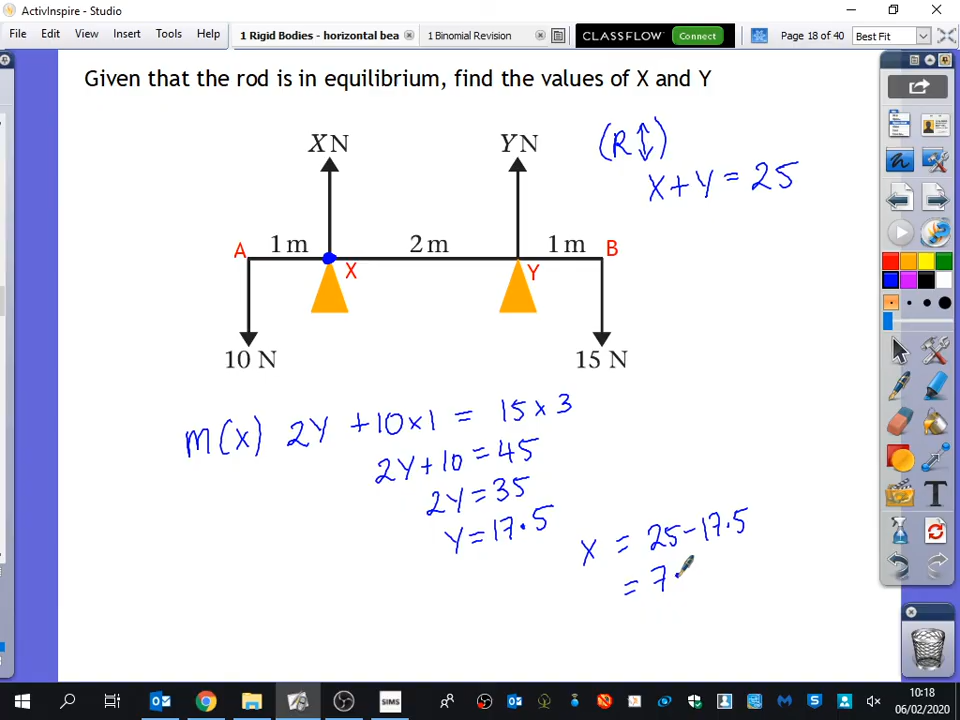 ActivInspire - Studio
File Edit View Insert Tools Help
1 Rigid Bodies - horizontal bea
1 Binomial Revision
CLASSFLOW Connect
Page 18 of 40
Best Fit
Given that the rod is in equilibrium, find the values of X and Y
X N Y N
(R↕)
X + Y = 25
A 1 m 2 m 1 m B
X Y
10 N 15 N
M(X) 2Y + 10×1 = 15×3
2Y + 10 = 45
2Y = 35
Y = 17·5
X = 25 - 17·5
= 7·
T
SIMS
10:18
06/02/2020